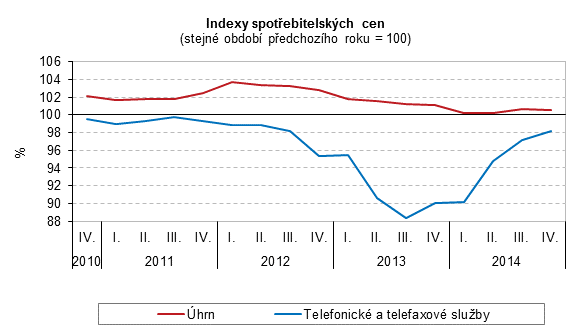 Indexy spotřebitelských cen
(stejné období předchozího roku = 100)
106
104
102
100
98
96
94
92
90
88
%
IV. I. II. III. IV. I. II. III. IV. I. II. III. IV. I. II. III. IV.
2010 2011 2012 2013 2014
Úhrn Telefonické a telefaxové služby